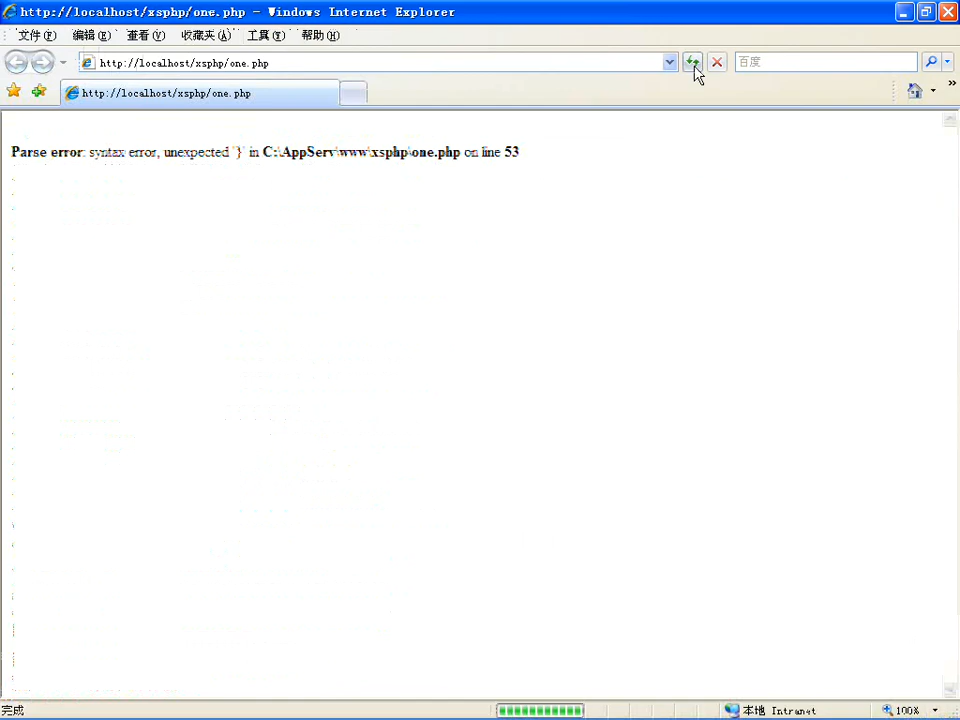 http://localhost/xsphp/one.php - Windows Internet Explorer
文件(F) 编辑(E) 查看(V) 收藏夹(A) 工具(T) 帮助(H)
http://localhost/xsphp/one.php 百度
http://localhost/xsphp/one.php
Parse error: syntax error, unexpected '}' in C:\AppServ\www\xsphp\one.php on line 53
完成 本地 Intranet 100%